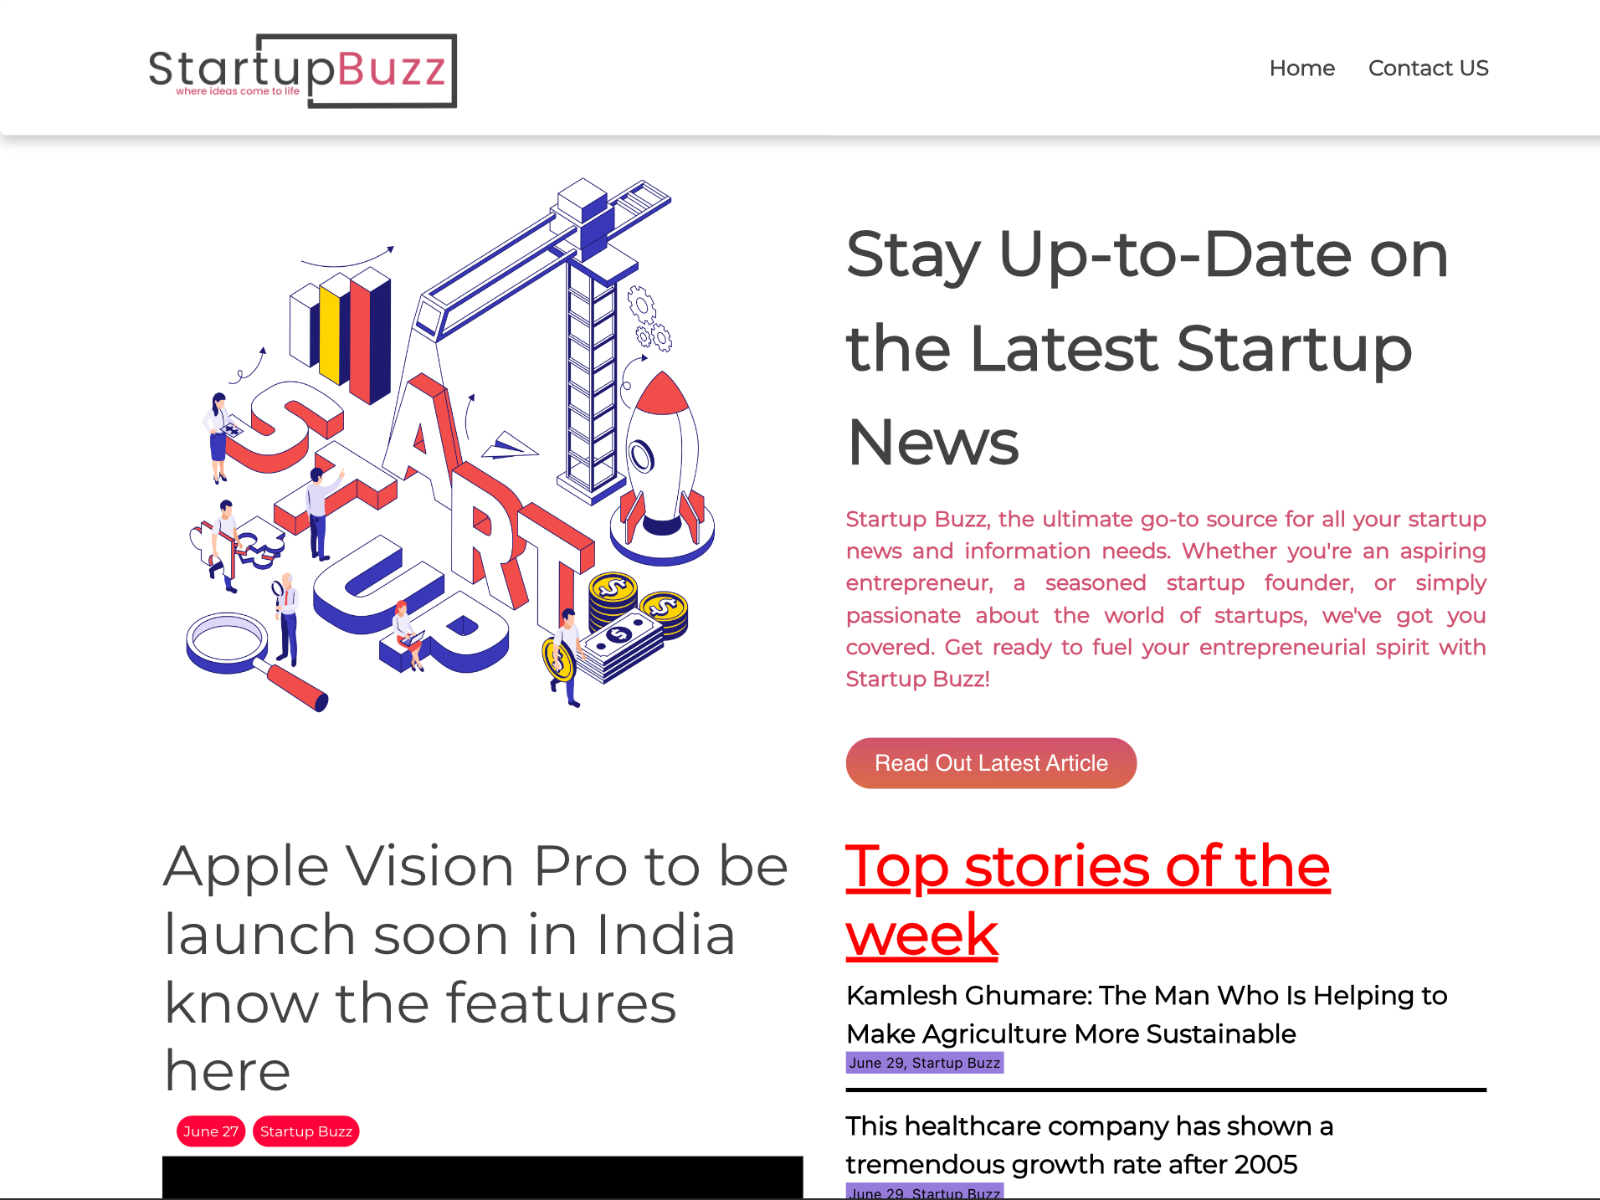 StartupBuzz
where ideas come to life
Home
Contact US
START
UP
Stay Up-to-Date on
the Latest Startup
News
Startup Buzz, the ultimate go-to source for all your startup
news and information needs. Whether you're an aspiring
entrepreneur, a seasoned startup founder, or simply
passionate about the world of startups, we've got you
covered. Get ready to fuel your entrepreneurial spirit with
Startup Buzz!
Read Out Latest Article
Apple Vision Pro to be
launch soon in India
know the features
here
June 27
Startup Buzz
Top stories of the
week
Kamlesh Ghumare: The Man Who Is Helping to
Make Agriculture More Sustainable
June 29, Startup Buzz
This healthcare company has shown a
tremendous growth rate after 2005
June 29, Startup Buzz